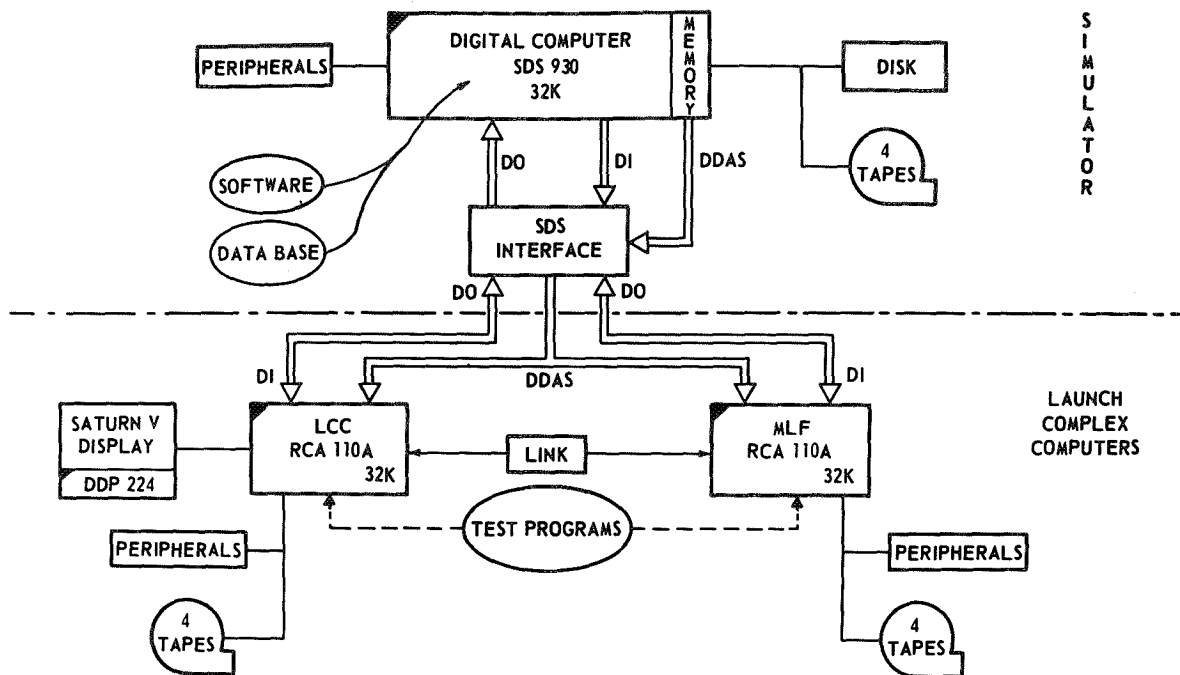 PERIPHERALS
DIGITAL COMPUTER
SDS 930
32K
MEMORY
DISK
4
TAPES
SIMULATOR
SOFTWARE
DATA BASE
DO
DI
DDAS
SDS
INTERFACE
DO
DO
DI
DDAS
DI
SATURN V
DISPLAY
DDP 224
LCC
RCA 110A
32K
LINK
MLF
RCA 110A
32K
LAUNCH
COMPLEX
COMPUTERS
TEST PROGRAMS
PERIPHERALS
PERIPHERALS
4
TAPES
4
TAPES